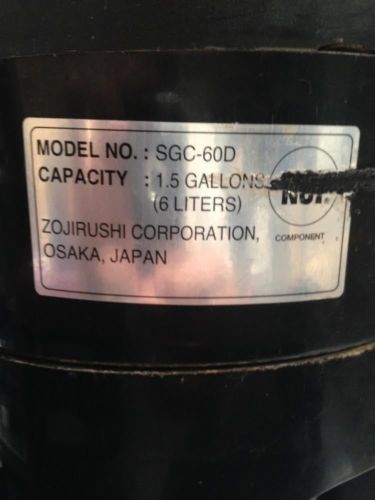 MODEL NO. : SGC-60D
CAPACITY : 1.5 GALLONS
(6 LITERS)
ZOJIRUSHI CORPORATION,
OSAKA, JAPAN
COMPONENT